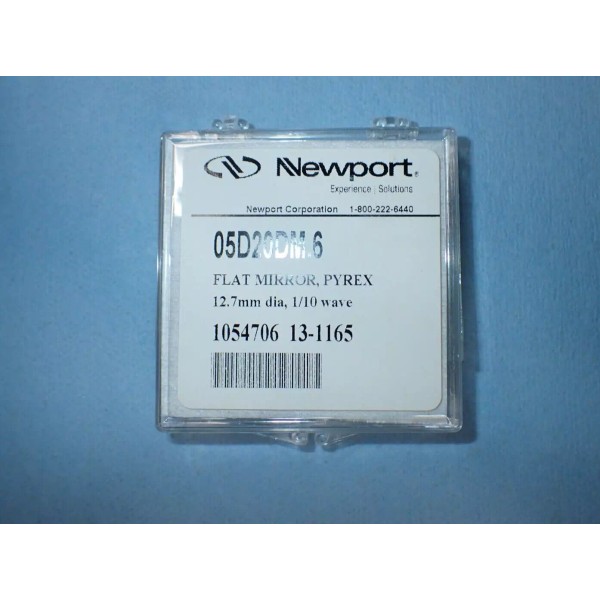 Newport®
Experience | Solutions
Newport Corporation 1-800-222-6440
05D20DM.6
FLAT MIRROR, PYREX
12.7mm dia, 1/10 wave
1054706 13-1165